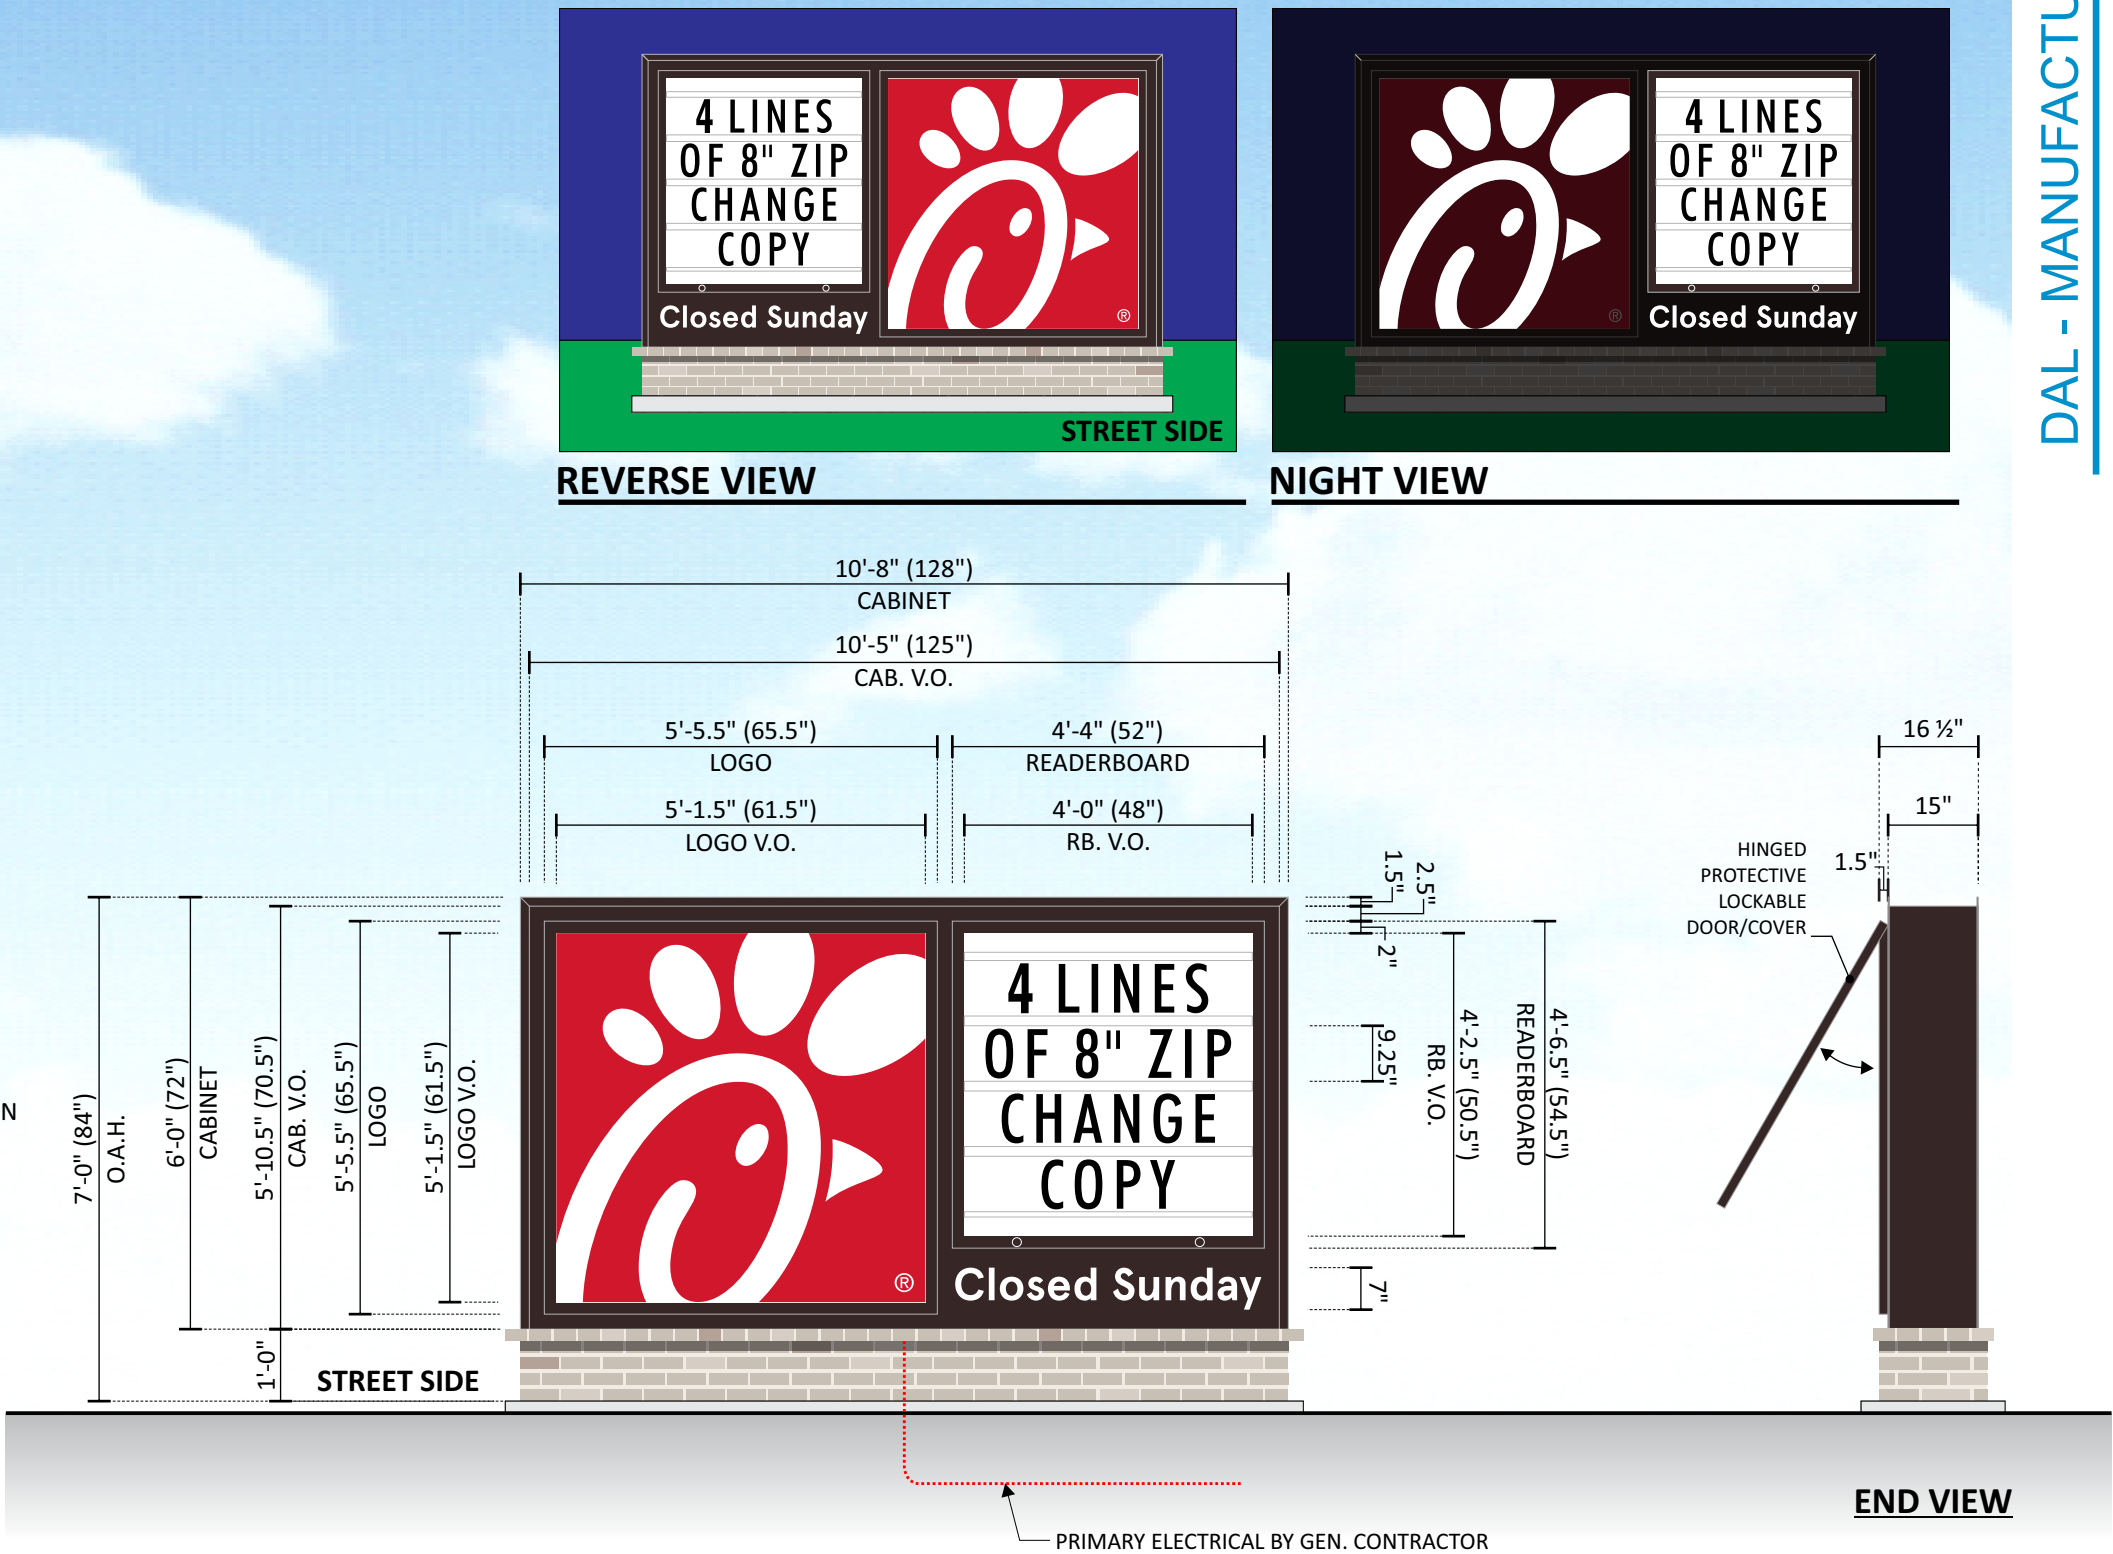 4 LINES
OF 8" ZIP
CHANGE
COPY
Closed Sunday
®
STREET SIDE
REVERSE VIEW
®
4 LINES
OF 8" ZIP
CHANGE
COPY
Closed Sunday
NIGHT VIEW
10'-8" (128")
CABINET
10'-5" (125")
CAB. V.O.
5'-5.5" (65.5")
LOGO
4'-4" (52")
READERBOARD
5'-1.5" (61.5")
LOGO V.O.
4'-0" (48")
RB. V.O.
7'-0" (84")
O.A.H.
6'-0" (72")
CABINET
5'-10.5" (70.5")
CAB. V.O.
5'-5.5" (65.5")
LOGO
5'-1.5" (61.5")
LOGO V.O.
1'-0"
STREET SIDE
N
®
4 LINES
OF 8" ZIP
CHANGE
COPY
Closed Sunday
1.5"
2.5"
2"
9.25"
4'-2.5" (50.5")
RB. V.O.
4'-6.5" (54.5")
READERBOARD
7"
16 ½"
15"
1.5"
HINGED
PROTECTIVE
LOCKABLE
DOOR/COVER
END VIEW
PRIMARY ELECTRICAL BY GEN. CONTRACTOR
DAL - MANUFACTU